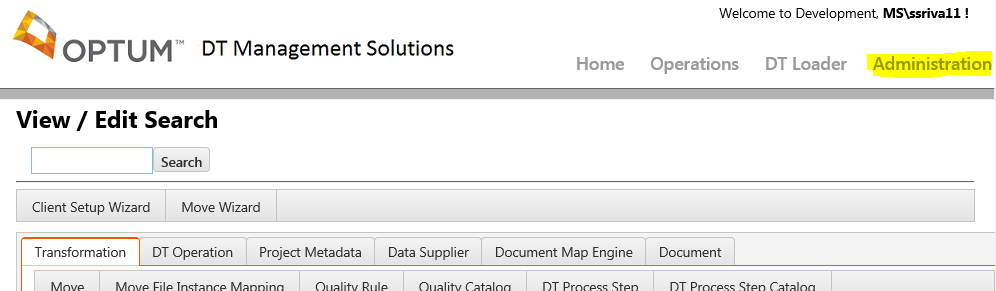 Welcome to Development, MS\ssriva11 !
OPTUM™ DT Management Solutions
Home Operations DT Loader Administration
View / Edit Search
Search
Client Setup Wizard Move Wizard
Transformation DT Operation Project Metadata Data Supplier Document Map Engine Document
Move Move File Instance Mapping Quality Rule Quality Catalog DT Process Step DT Process Step Catalog